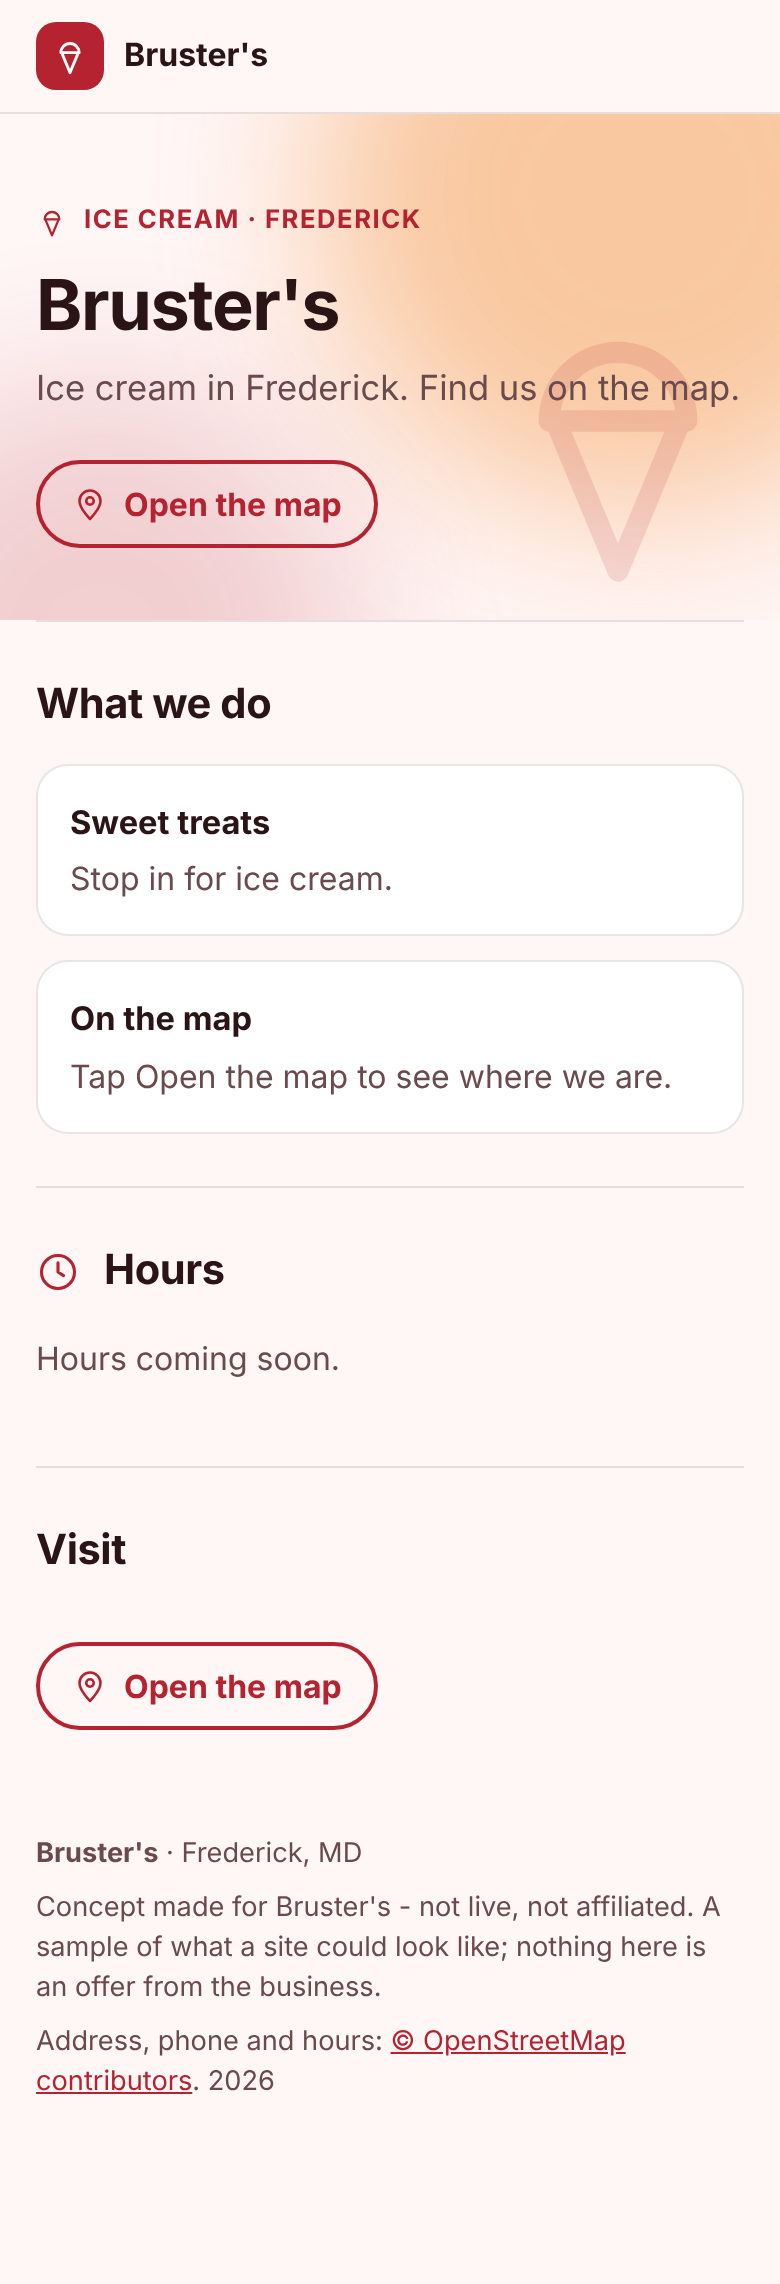 Bruster's
ICE CREAM · FREDERICK
Bruster's
Ice cream in Frederick. Find us on the map.
Open the map
What we do
Sweet treats
Stop in for ice cream.
On the map
Tap Open the map to see where we are.
Hours
Hours coming soon.
Visit
Open the map
Bruster's · Frederick, MD
Concept made for Bruster's - not live, not affiliated. A
sample of what a site could look like; nothing here is
an offer from the business.
Address, phone and hours: © OpenStreetMap
contributors. 2026